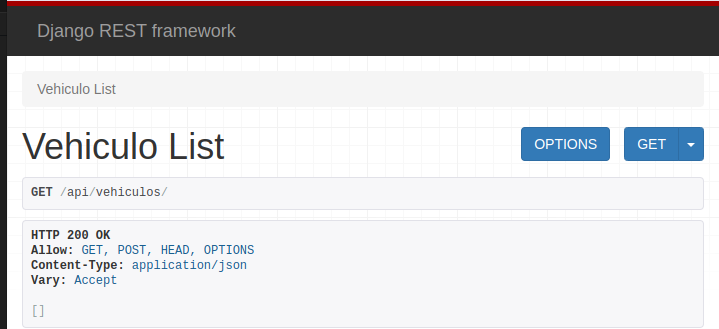 Django REST framework
Vehiculo List
Vehiculo List
OPTIONS
GET
GET /api/vehiculos/
HTTP 200 OK
Allow: GET, POST, HEAD, OPTIONS
Content-Type: application/json
Vary: Accept
[]